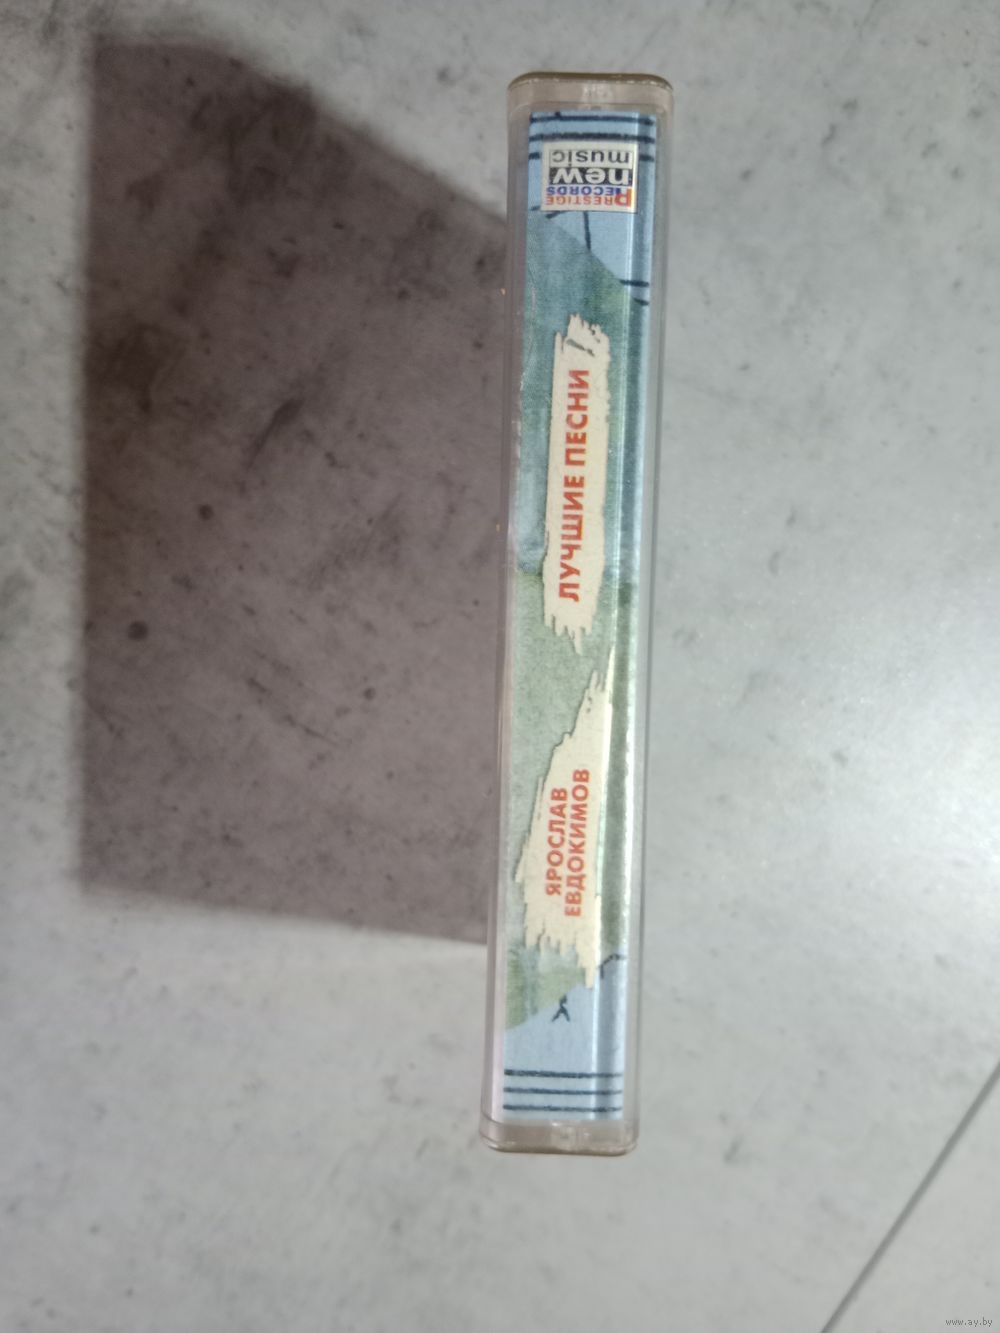 ЯРОСЛАВ
ЕВДОКИМОВ
ЛУЧШИЕ ПЕСНИ
PRESTIGE
RECORDS
new
music
www.ay.by